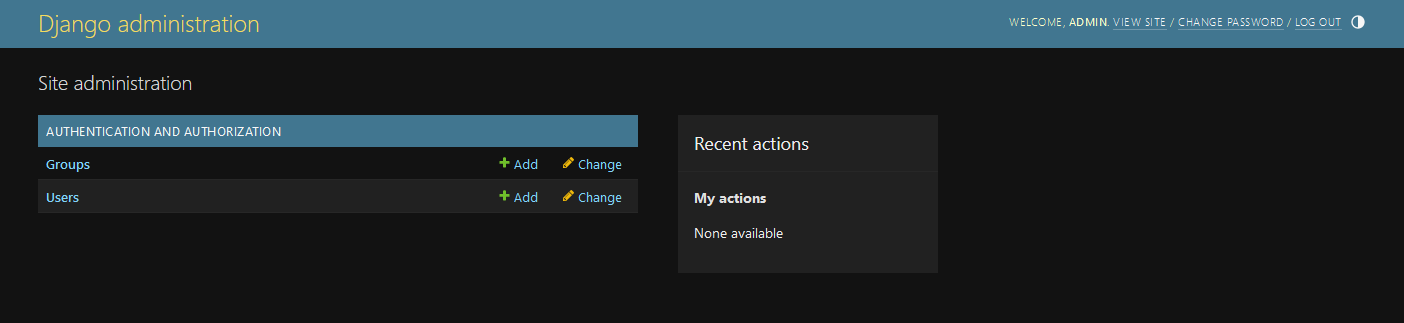 Django administration
WELCOME, ADMIN. VIEW SITE / CHANGE PASSWORD / LOG OUT
Site administration
AUTHENTICATION AND AUTHORIZATION
Groups Add Change
Users Add Change
Recent actions
My actions
None available